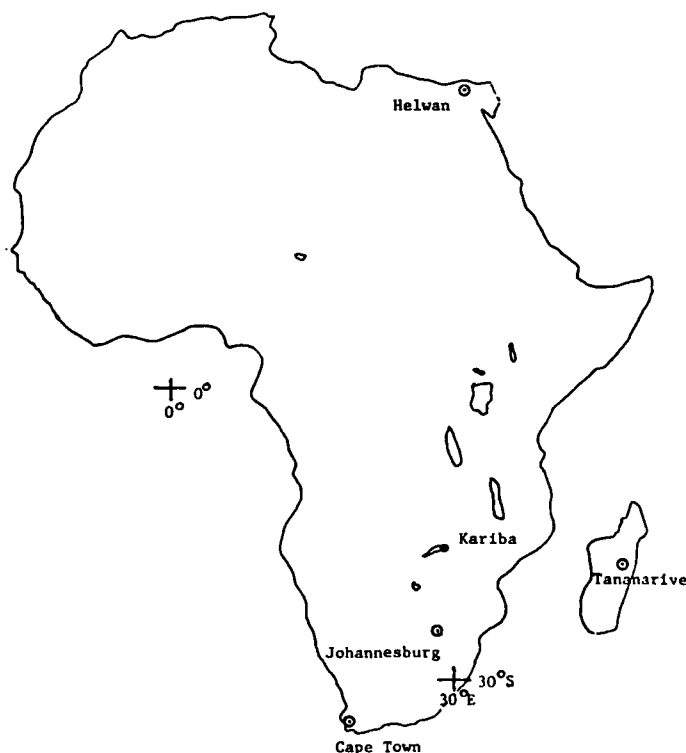 Helwan
0°
0°
Kariba
Tananarive
Johannesburg
30°S
30°E
Cape Town